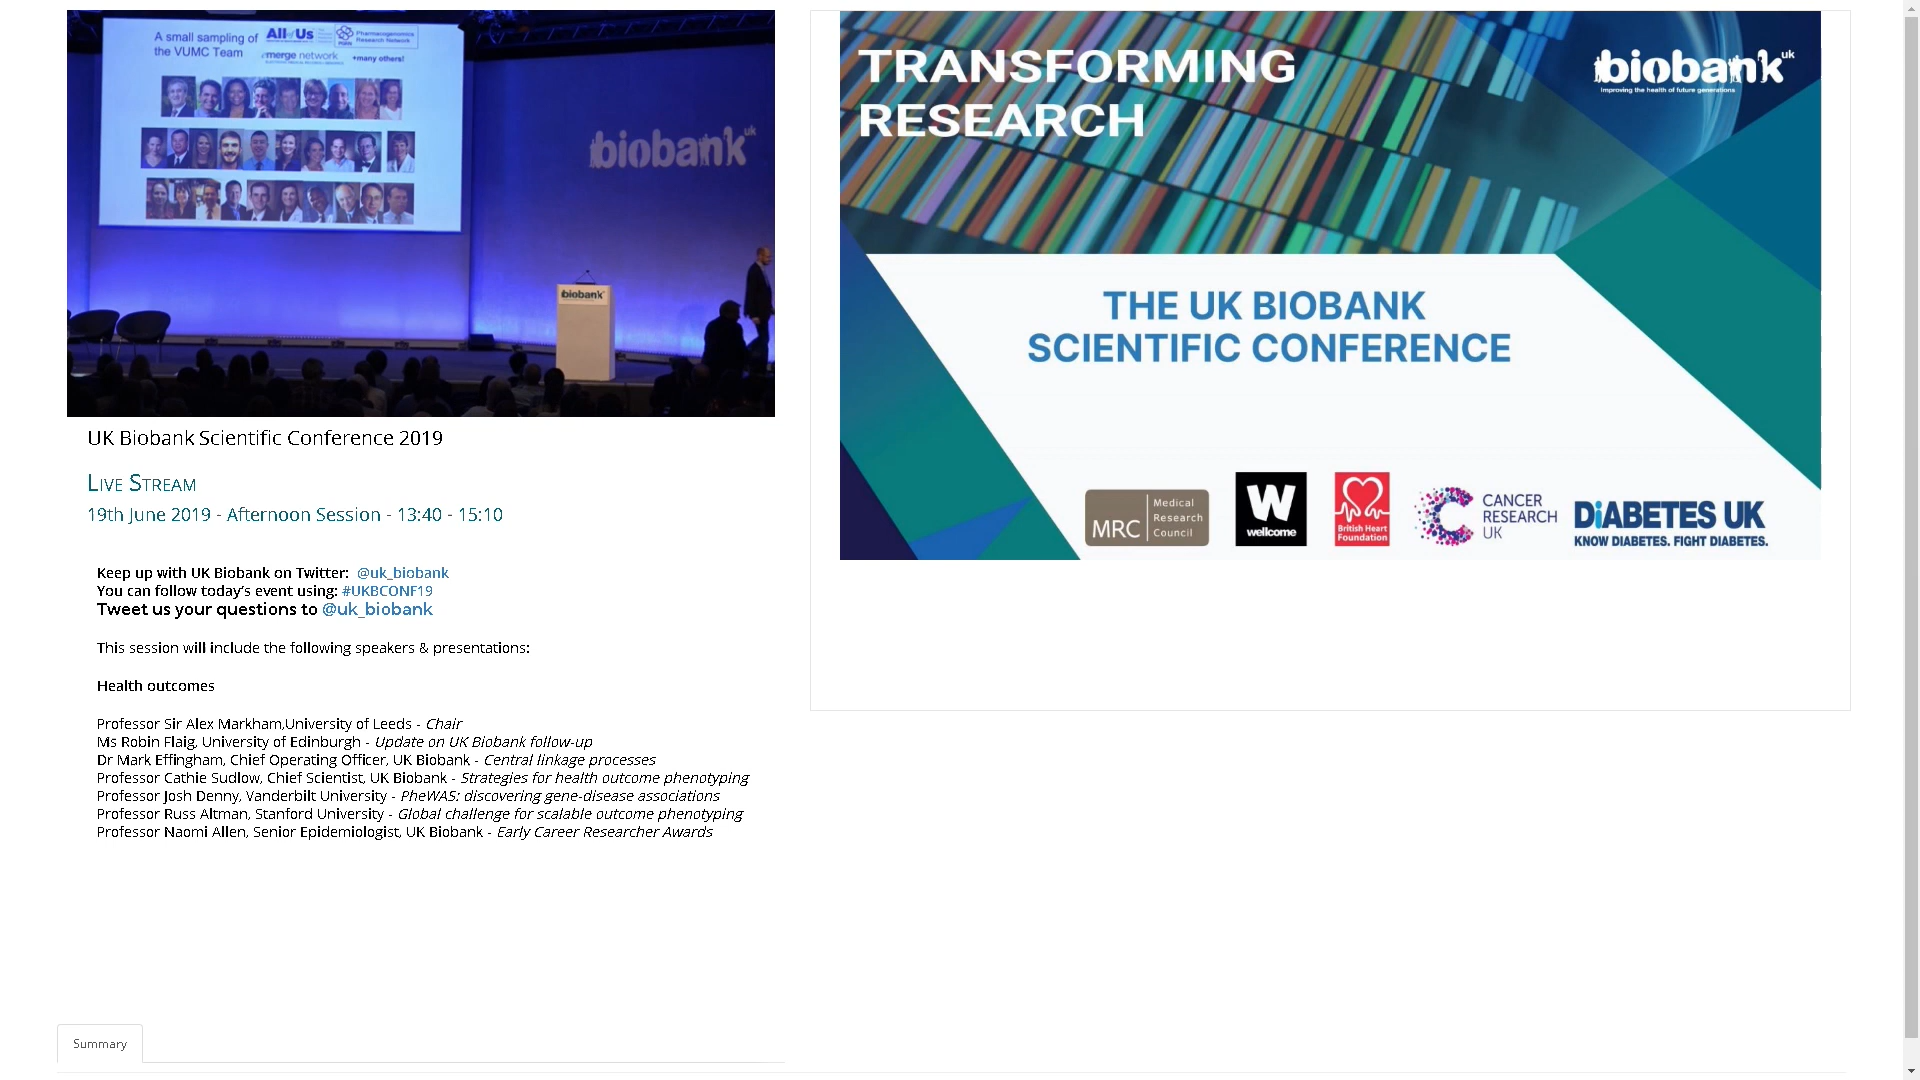 A small sampling of
the VUMC Team
All of Us
Pharmacogenomics
Research Network
emerge network
+many others!
biobank uk
biobank
UK Biobank Scientific Conference 2019
Live Stream
19th June 2019 - Afternoon Session - 13:40 - 15:10
Keep up with UK Biobank on Twitter: @uk_biobank
You can follow today's event using: #UKBCONF19
Tweet us your questions to @uk_biobank
This session will include the following speakers & presentations:
Health outcomes
Professor Sir Alex Markham,University of Leeds - Chair
Ms Robin Flaig, University of Edinburgh - Update on UK Biobank follow-up
Dr Mark Effingham, Chief Operating Officer, UK Biobank - Central linkage processes
Professor Cathie Sudlow, Chief Scientist, UK Biobank - Strategies for health outcome phenotyping
Professor Josh Denny, Vanderbilt University - PheWAS: discovering gene-disease associations
Professor Russ Altman, Stanford University - Global challenge for scalable outcome phenotyping
Professor Naomi Allen, Senior Epidemiologist, UK Biobank - Early Career Researcher Awards
Summary
TRANSFORMING
RESEARCH
biobank uk
Improving the health of future generations
THE UK BIOBANK
SCIENTIFIC CONFERENCE
MRC
Medical
Research
Council
W
wellcome
British Heart
Foundation
CANCER
RESEARCH
UK
DiABETES UK
KNOW DIABETES. FIGHT DIABETES.